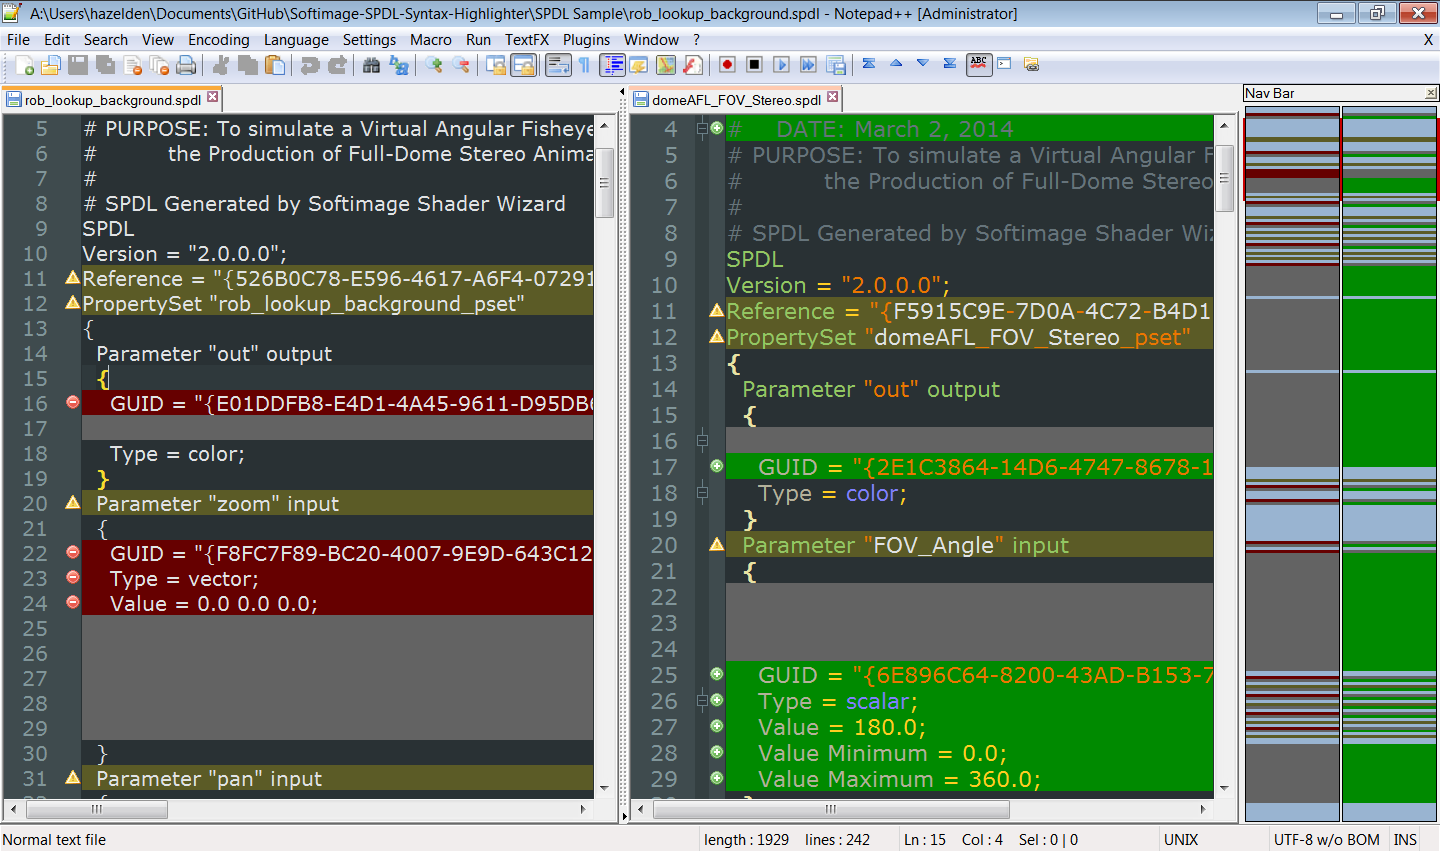 A:\Users\hazelden\Documents\GitHub\Softimage-SPDL-Syntax-Highlighter\SPDL Sample\rob_lookup_background.spdl - Notepad++ [Administrator]
File Edit Search View Encoding Language Settings Macro Run TextFX Plugins Window ? X
ABC
rob_lookup_background.spdl
5 # PURPOSE: To simulate a Virtual Angular Fisheye
6 # the Production of Full-Dome Stereo Anima
7 #
8 # SPDL Generated by Softimage Shader Wizard
9 SPDL
10 Version = "2.0.0.0";
11 Reference = "{526B0C78-E596-4617-A6F4-07291
12 PropertySet "rob_lookup_background_pset"
13 {
14 Parameter "out" output
15 {
16 GUID = "{E01DDFB8-E4D1-4A45-9611-D95DB6
17
18 Type = color;
19 }
20 Parameter "zoom" input
21 {
22 GUID = "{F8FC7F89-BC20-4007-9E9D-643C12
23 Type = vector;
24 Value = 0.0 0.0 0.0;
25
26
27
28
29
30 }
31 Parameter "pan" input
domeAFL_FOV_Stereo.spdl
4 # DATE: March 2, 2014
5 # PURPOSE: To simulate a Virtual Angular F
6 # the Production of Full-Dome Stereo
7 #
8 # SPDL Generated by Softimage Shader Wiz
9 SPDL
10 Version = "2.0.0.0";
11 Reference = "{F5915C9E-7D0A-4C72-B4D1
12 PropertySet "domeAFL_FOV_Stereo_pset"
13 {
14 Parameter "out" output
15 {
16
17 GUID = "{2E1C3864-14D6-4747-8678-1
18 Type = color;
19 }
20 Parameter "FOV_Angle" input
21 {
22
23
24
25 GUID = "{6E896C64-8200-43AD-B153-7
26 Type = scalar;
27 Value = 180.0;
28 Value Minimum = 0.0;
29 Value Maximum = 360.0;
Nav Bar
Normal text file length : 1929 lines : 242 Ln : 15 Col : 4 Sel : 0 | 0 UNIX UTF-8 w/o BOM INS